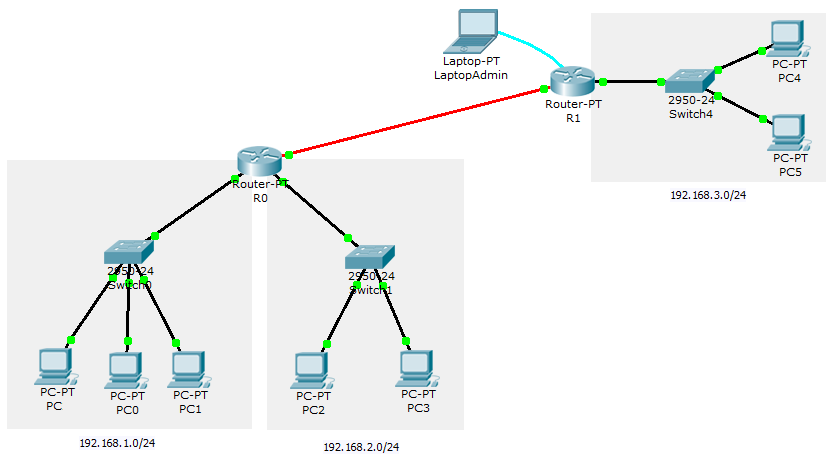 Laptop-PT
LaptopAdmin
Router-PT
R1
2950-24
Switch4
PC-PT
PC4
PC-PT
PC5
192.168.3.0/24
Router-PT
R0
2950-24
Switch0
2950-24
Switch1
PC-PT
PC
PC-PT
PC0
PC-PT
PC1
PC-PT
PC2
PC-PT
PC3
192.168.1.0/24
192.168.2.0/24